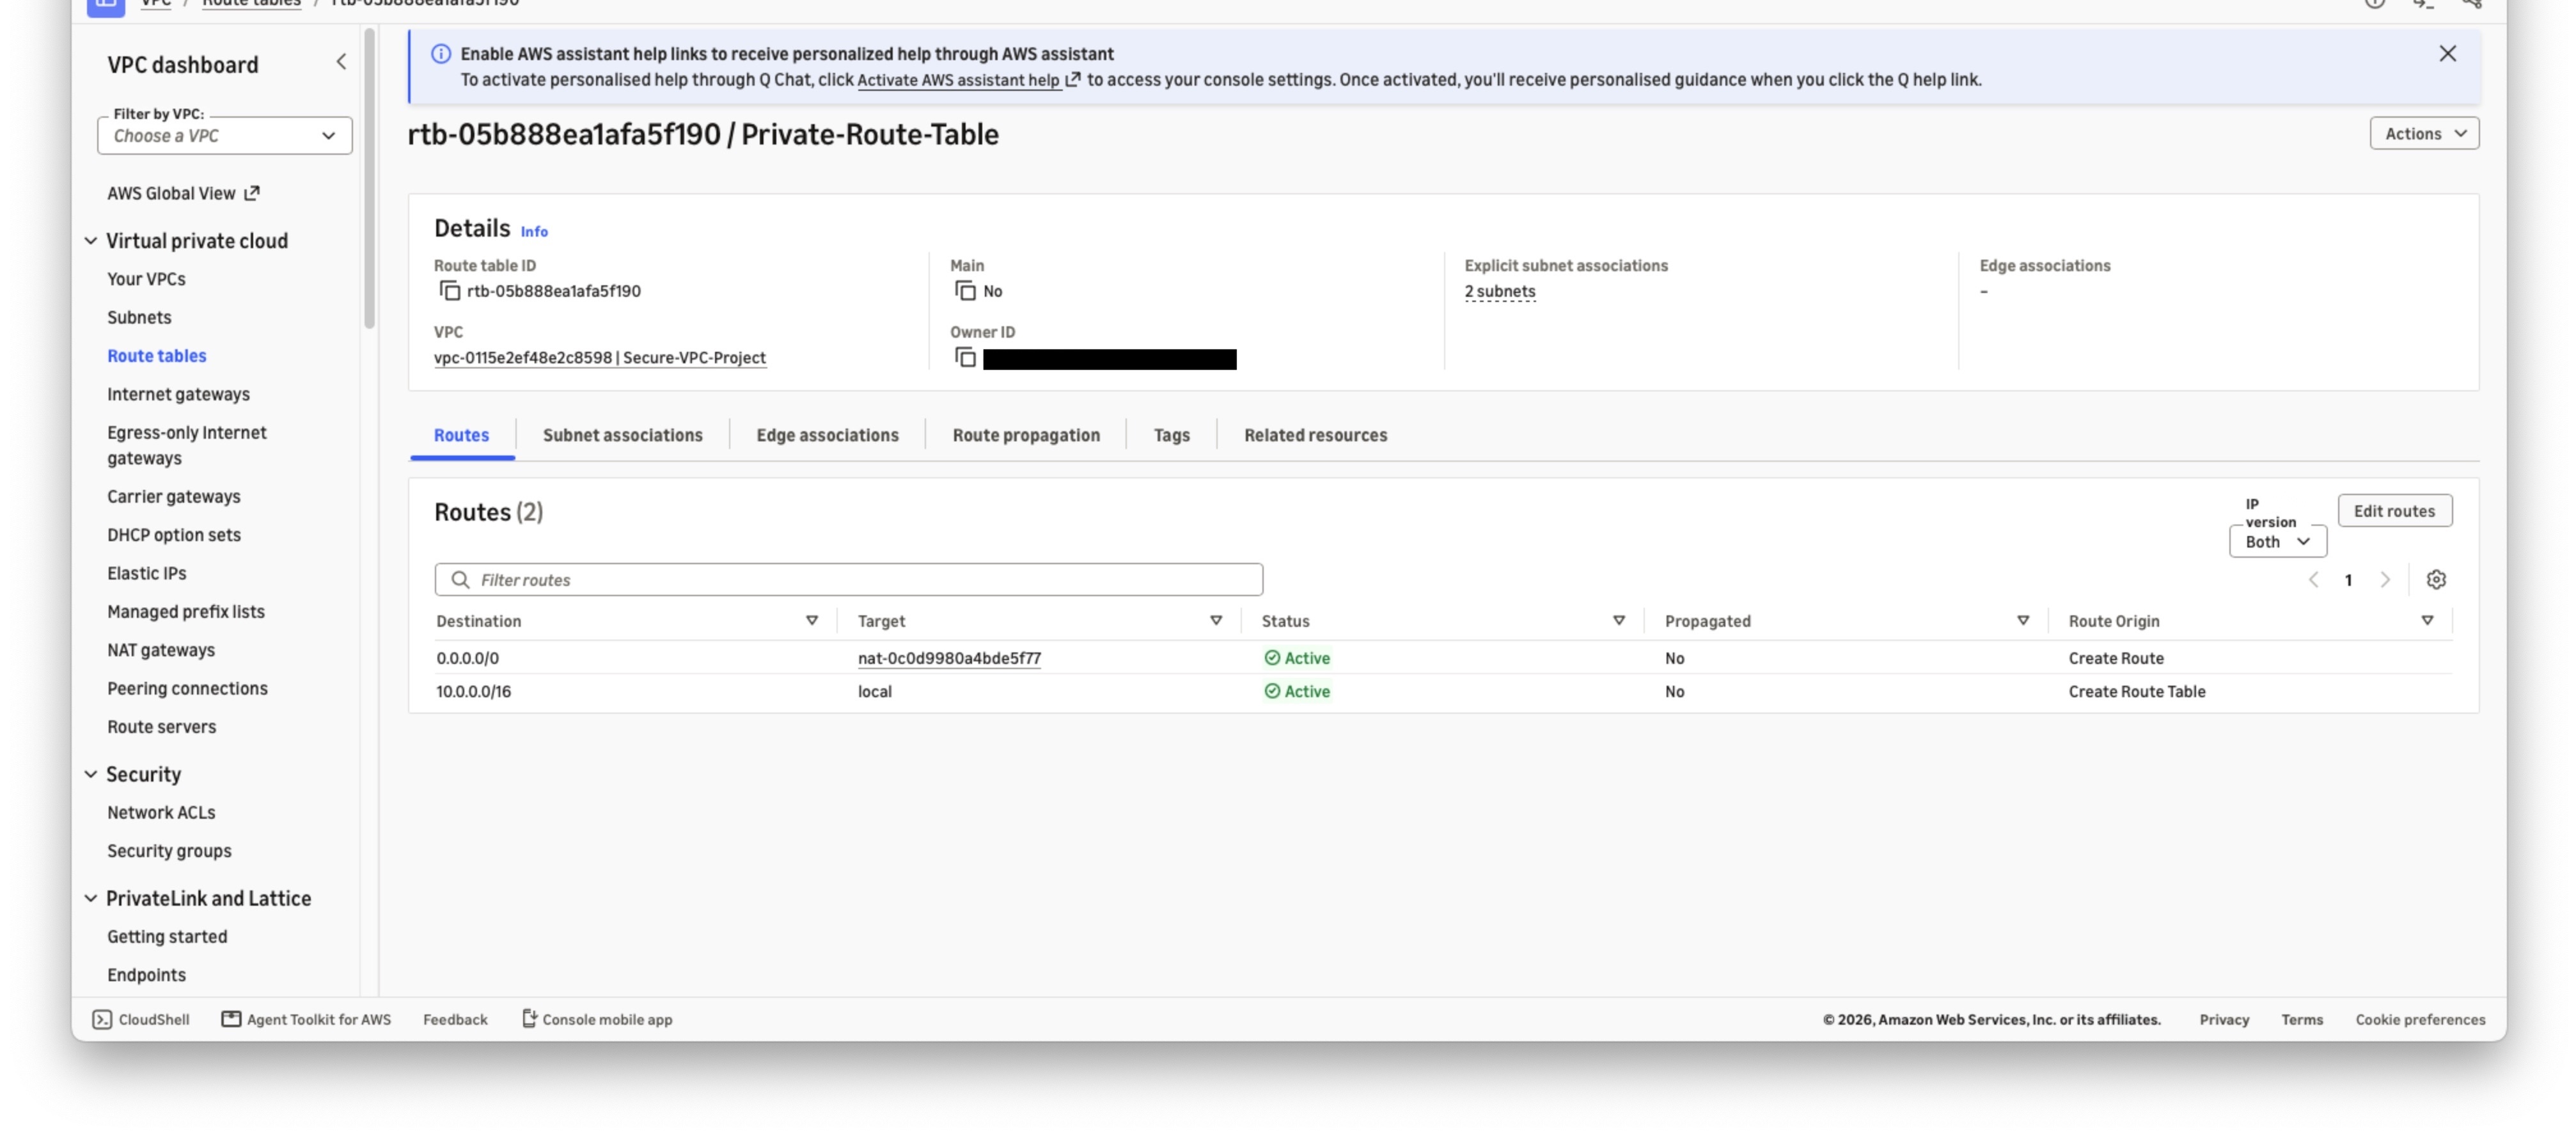 VPC / Route tables / rtb-05b888ea1afa5f190
VPC dashboard
Filter by VPC:
Choose a VPC
AWS Global View
Virtual private cloud
Your VPCs
Subnets
Route tables
Internet gateways
Egress-only Internet
gateways
Carrier gateways
DHCP option sets
Elastic IPs
Managed prefix lists
NAT gateways
Peering connections
Route servers
Security
Network ACLs
Security groups
PrivateLink and Lattice
Getting started
Endpoints
Enable AWS assistant help links to receive personalized help through AWS assistant
To activate personalised help through Q Chat, click Activate AWS assistant help to access your console settings. Once activated, you'll receive personalised guidance when you click the Q help link.
rtb-05b888ea1afa5f190 / Private-Route-Table
Actions
Details Info
Route table ID
rtb-05b888ea1afa5f190
Main
No
Explicit subnet associations
2 subnets
Edge associations
–
VPC
vpc-0115e2ef48e2c8598 | Secure-VPC-Project
Owner ID
Routes Subnet associations Edge associations Route propagation Tags Related resources
Routes (2)
IP
version
Both
Edit routes
Filter routes
1
Destination Target Status Propagated Route Origin
0.0.0.0/0 nat-0c0d9980a4bde5f77 Active No Create Route
10.0.0.0/16 local Active No Create Route Table
CloudShell Agent Toolkit for AWS Feedback Console mobile app © 2026, Amazon Web Services, Inc. or its affiliates. Privacy Terms Cookie preferences